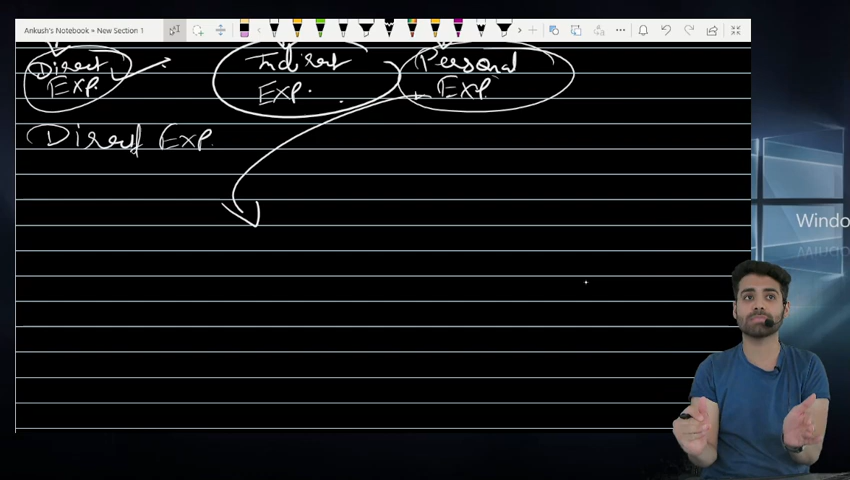 Ankush's Notebook » New Section 1
Direct Exp.
Indirect Exp.
Personal Exp.
Direct Exp.
Windo